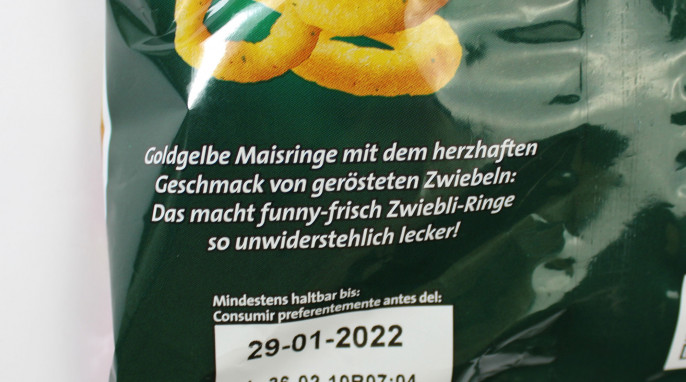 Goldgelbe Maisringe mit dem herzhaften
Geschmack von gerösteten Zwiebeln:
Das macht funny-frisch Zwiebli-Ringe
so unwiderstehlich lecker!
Mindestens haltbar bis:
Consumir preferentemente antes del:
29-01-2022